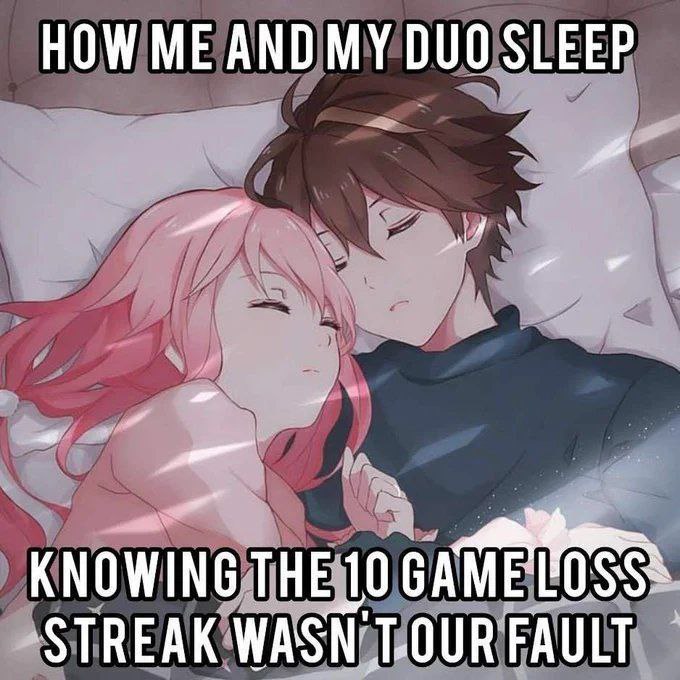 HOW ME AND MY DUO SLEEP
KNOWING THE 10 GAME LOSS
STREAK WASN'T OUR FAULT